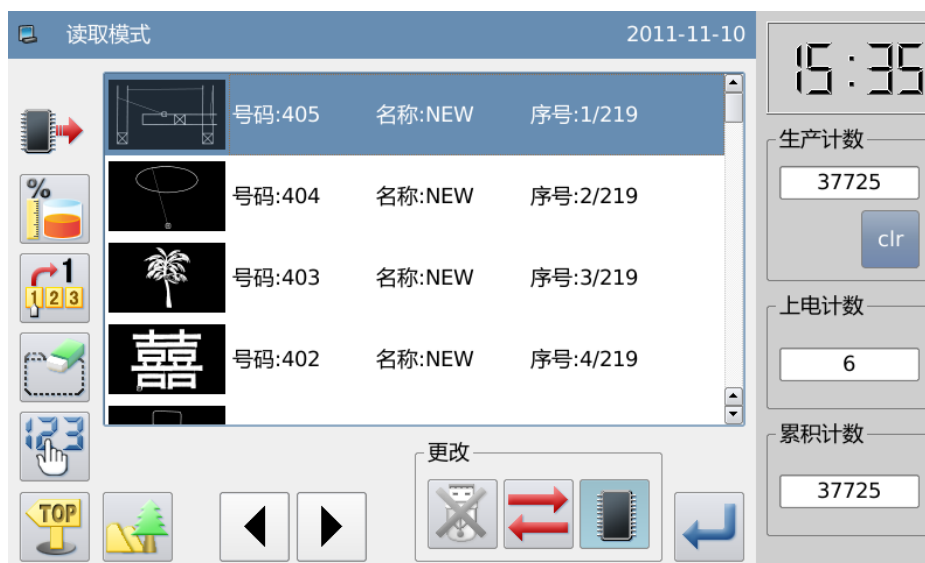 读取模式 2011-11-10
15:35
号码:405 名称:NEW 序号:1/219
号码:404 名称:NEW 序号:2/219
号码:403 名称:NEW 序号:3/219
囍
号码:402 名称:NEW 序号:4/219
生产计数
37725
clr
上电计数
6
累积计数
37725
%
1
1 2 3
123
TOP
更改